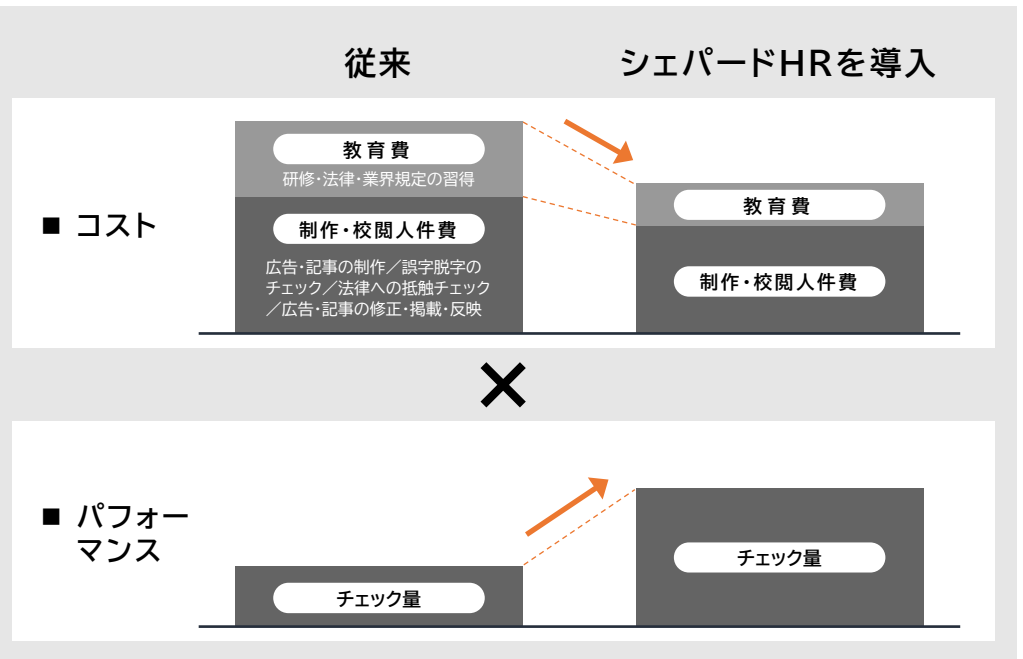 従来
シェパードHRを導入
■ コスト
教育費
研修・法律・業界規定の習得
制作・校閲人件費
広告・記事の制作／誤字脱字の
チェック／法律への抵触チェック
／広告・記事の修正・掲載・反映
教育費
制作・校閲人件費
×
■ パフォー
マンス
チェック量
チェック量